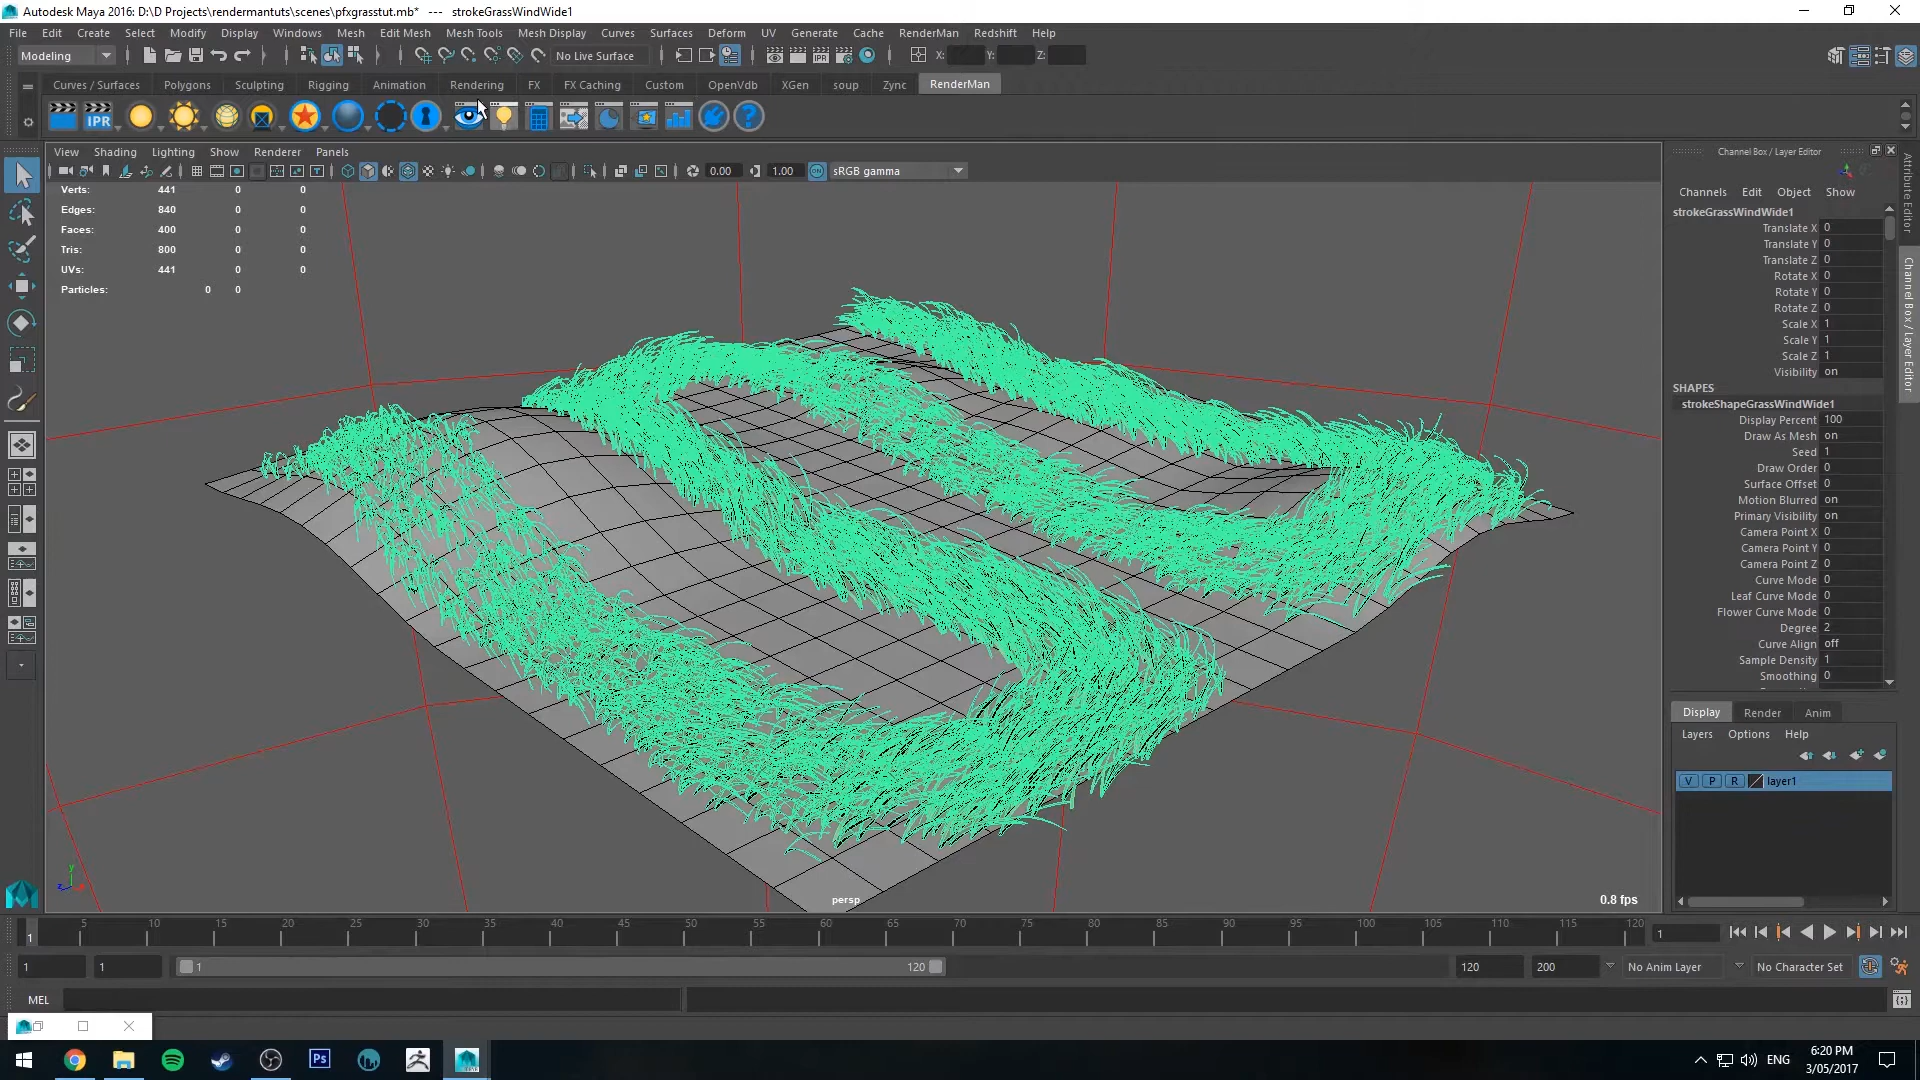 Autodesk Maya 2016: D:\D Projects\rendermantuts\scenes\pfxgrasstut.mb* --- strokeGrassWindWide1
File Edit Create Select Modify Display Windows Mesh Edit Mesh Mesh Tools Mesh Display Curves Surfaces Deform UV Generate Cache RenderMan Redshift Help
Modeling No Live Surface X: Y: Z:
Curves / Surfaces Polygons Sculpting Rigging Animation Rendering FX FX Caching Custom OpenVdb XGen soup Zync RenderMan
IPR
View Shading Lighting Show Renderer Panels
0.00 1.00 sRGB gamma
Verts: 441 0 0
Edges: 840 0 0
Faces: 400 0 0
Tris: 800 0 0
UVs: 441 0 0
Particles: 0 0
persp
0.8 fps
Channel Box / Layer Editor
Channels Edit Object Show
strokeGrassWindWide1
Translate X 0
Translate Y 0
Translate Z 0
Rotate X 0
Rotate Y 0
Rotate Z 0
Scale X 1
Scale Y 1
Scale Z 1
Visibility on
SHAPES
strokeShapeGrassWindWide1
Display Percent 100
Draw As Mesh on
Seed 1
Draw Order 0
Surface Offset 0
Motion Blurred on
Primary Visibility on
Camera Point X 0
Camera Point Y 0
Camera Point Z 0
Curve Mode 0
Leaf Curve Mode 0
Flower Curve Mode 0
Degree 2
Curve Align off
Sample Density 1
Smoothing 0
Display Render Anim
Layers Options Help
V P R layer1
Attribute Editor
Channel Box / Layer Editor
1 5 10 15 20 25 30 35 40 45 50 55 60 65 70 75 80 85 90 95 100 105 110 115 120 1
1 1 1 120 120 200 No Anim Layer No Character Set
MEL
Ps
ENG
6:20 PM
3/05/2017